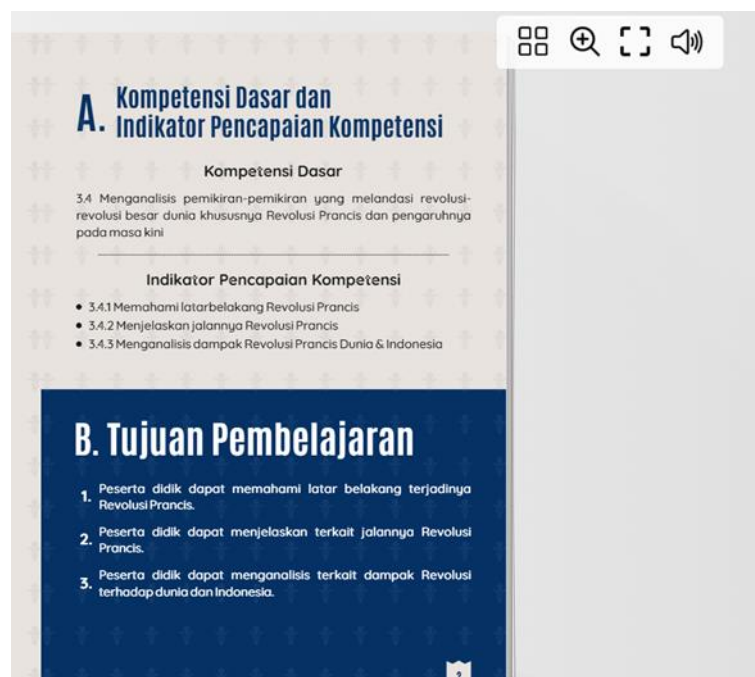 A. Kompetensi Dasar dan
Indikator Pencapaian Kompetensi
Kompetensi Dasar
3.4 Menganalisis pemikiran-pemikiran yang melandasi revolusi-
revolusi besar dunia khususnya Revolusi Prancis dan pengaruhnya
pada masa kini
Indikator Pencapaian Kompetensi
• 3.4.1 Memahami latarbelakang Revolusi Prancis
• 3.4.2 Menjelaskan jalannya Revolusi Prancis
• 3.4.3 Menganalisis dampak Revolusi Prancis Dunia & Indonesia
B. Tujuan Pembelajaran
1. Peserta didik dapat memahami latar belakang terjadinya
Revolusi Prancis.
2. Peserta didik dapat menjelaskan terkait jalannya Revolusi
Prancis.
3. Peserta didik dapat menganalisis terkait dampak Revolusi
terhadap dunia dan Indonesia.